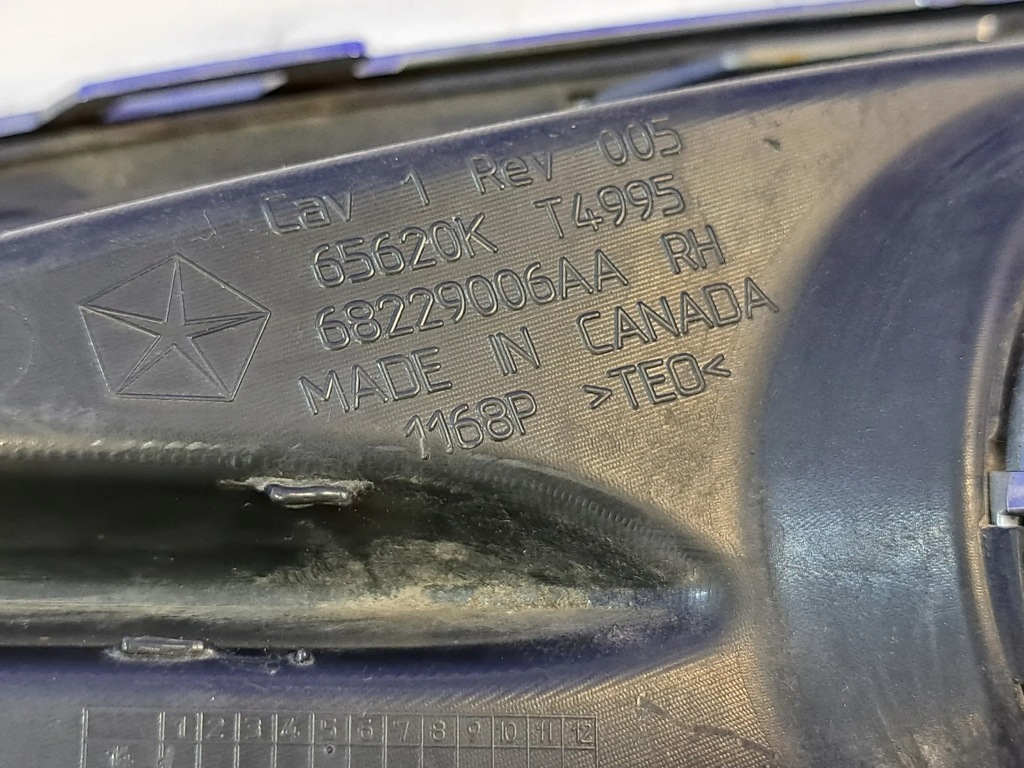 Cav 1 Rev 005
65620K T4995
68229006AA RH
MADE IN CANADA
1168P >TEO<
1 2 3 4 5 6 7 8 9 10 11 12